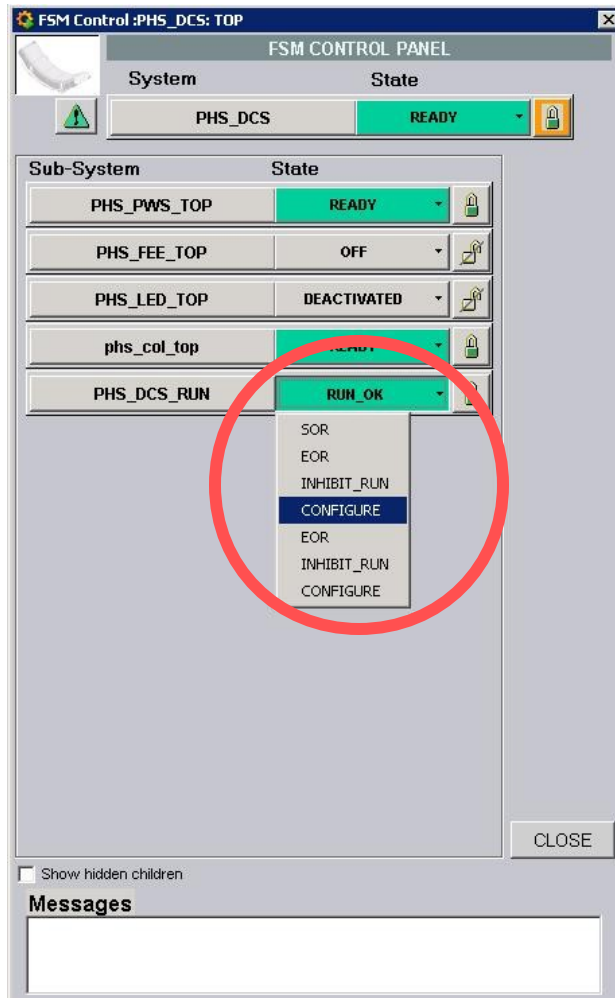 FSM Control :PHS_DCS: TOP
FSM CONTROL PANEL
System State
PHS_DCS READY
Sub-System State
PHS_PWS_TOP READY
PHS_FEE_TOP OFF
PHS_LED_TOP DEACTIVATED
phs_col_top
PHS_DCS_RUN RUN_OK
SOR
EOR
INHIBIT_RUN
CONFIGURE
EOR
INHIBIT_RUN
CONFIGURE
CLOSE
Show hidden children
Messages